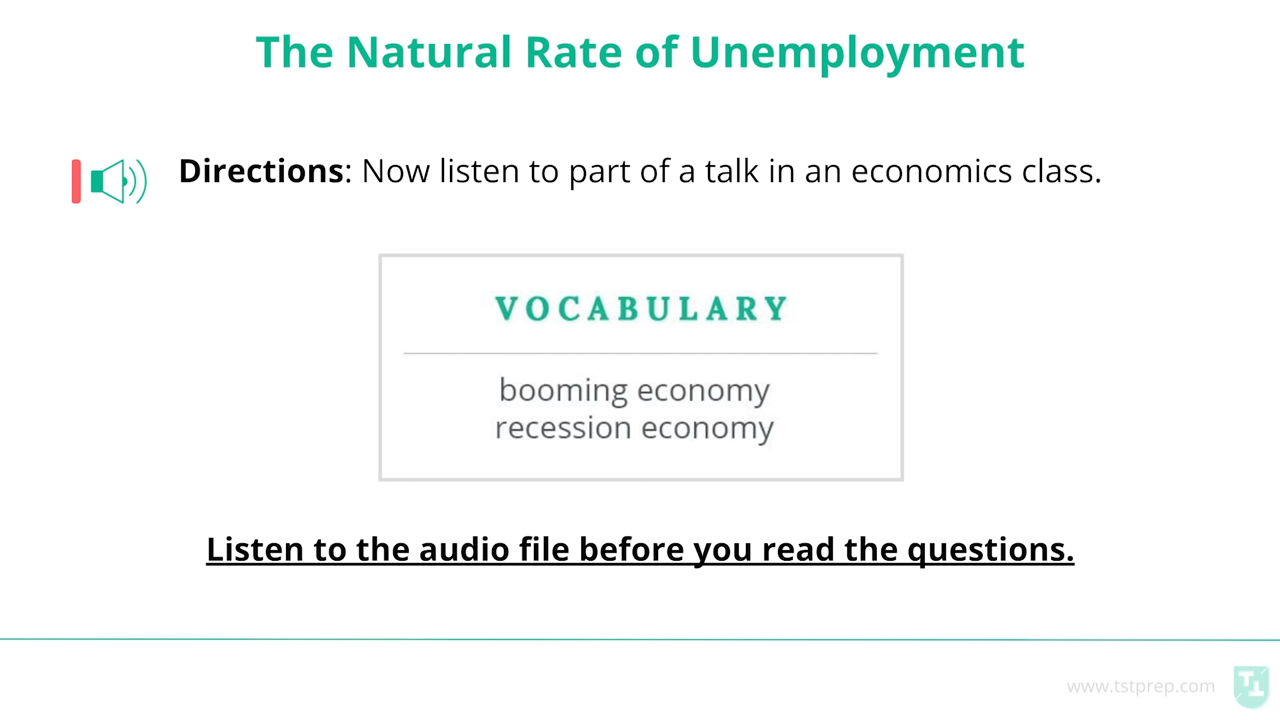 The Natural Rate of Unemployment
Directions: Now listen to part of a talk in an economics class.
VOCABULARY
booming economy
recession economy
Listen to the audio file before you read the questions.
www.tstprep.com